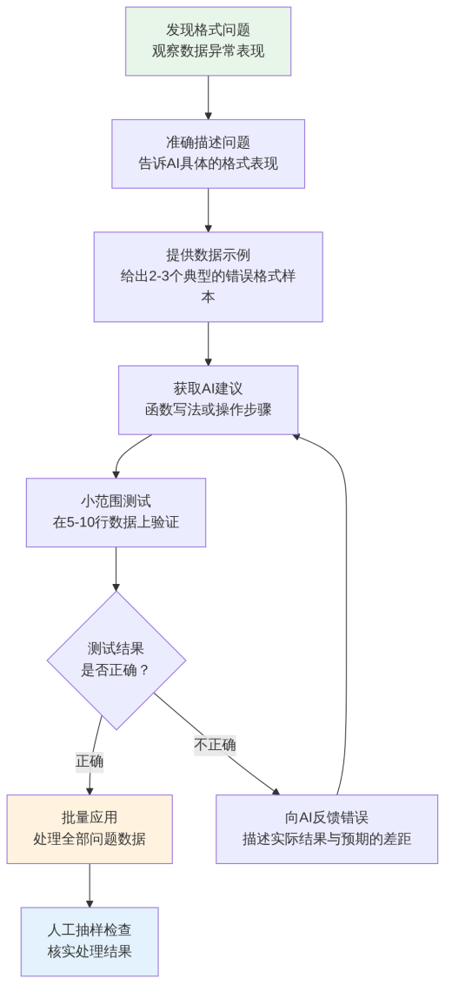 发现格式问题
观察数据异常表现
准确描述问题
告诉AI具体的格式表现
提供数据示例
给出2-3个典型的错误格式样
本
获取AI建议
函数写法或操作步骤
小范围测试
在5-10行数据上验证
测试结果
是否正确？
正确
不正确
批量应用
处理全部问题数据
向AI反馈错误
描述实际结果与预期的差距
人工抽样检查
核实处理结果